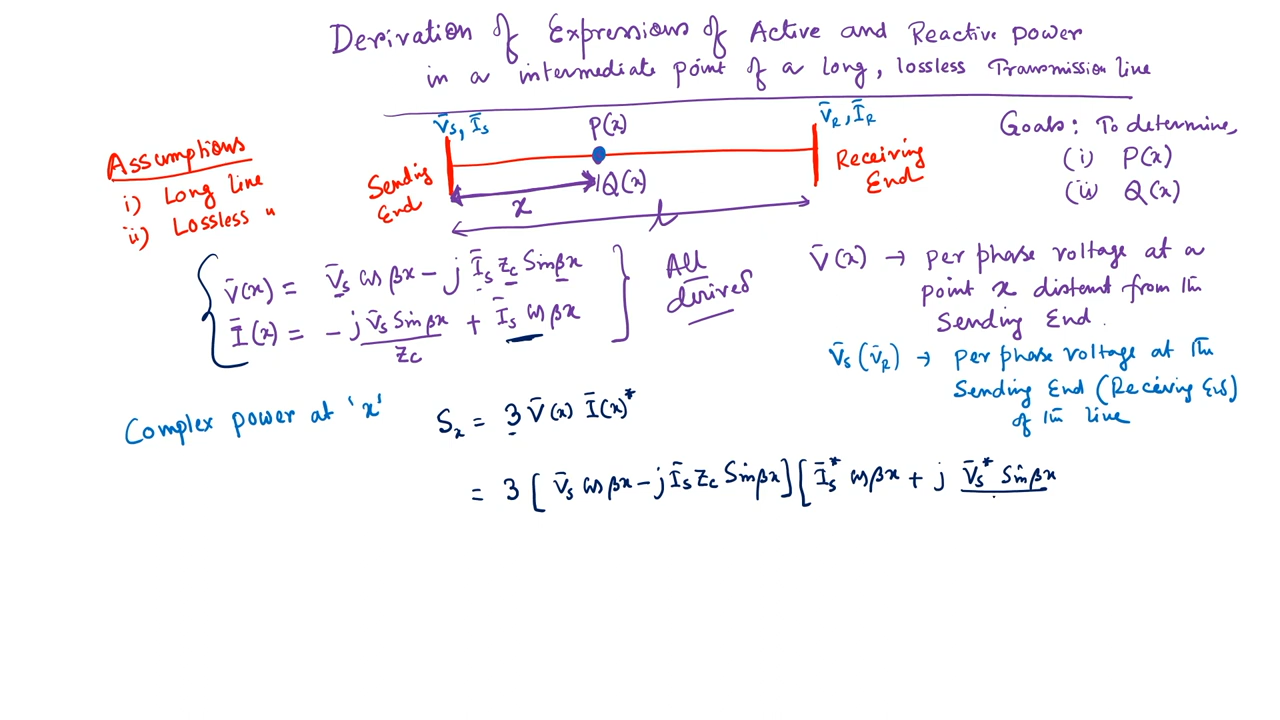 Derivation of Expressions of Active and Reactive power
in a intermediate point of a long, lossless Transmission line
Assumptions
i) Long line
ii) Lossless "
V̄s, Īs
P(x)
V̄R, ĪR
Sending End
Q(x)
x
l
Receiving End
Goals: To determine,
(i) P(x)
(ii) Q(x)
V̄(x) = V̄s cos βx – j Īs Zc Sin βx
Ī(x) = – j V̄s Sin βx / Zc + Īs cos βx
All derived
V̄(x) → per phase voltage at a
point x distant from the
Sending End.
V̄s (V̄R) → per phase voltage at the
Sending End (Receiving End)
of the line
Complex power at 'x'
Sx = 3 V̄(x) Ī(x)*
= 3 [ V̄s cos βx – j Īs Zc Sin βx ] [ Īs* cos βx + j V̄s* Sin βx